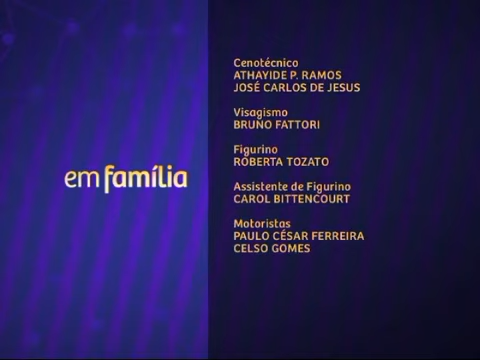 em família
Cenotécnico
ATHAYIDE P. RAMOS
JOSÉ CARLOS DE JESUS
Visagismo
BRUNO FATTORI
Figurino
ROBERTA TOZATO
Assistente de Figurino
CAROL BITTENCOURT
Motoristas
PAULO CÉSAR FERREIRA
CELSO GOMES